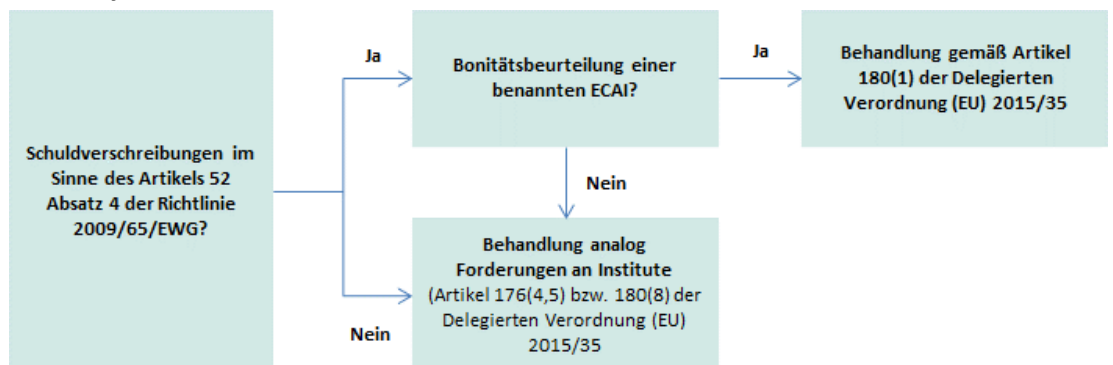 Schuldverschreibungen im
Sinne des Artikels 52
Absatz 4 der Richtlinie
2009/65/EWG?
Ja
Bonitätsbeurteilung einer
benannten ECAI?
Ja
Behandlung gemäß Artikel
180(1) der Delegierten
Verordnung (EU) 2015/35
Nein
Behandlung analog
Forderungen an Institute
(Artikel 176(4,5) bzw. 180(8) der
Delegierten Verordnung (EU)
2015/35
Nein